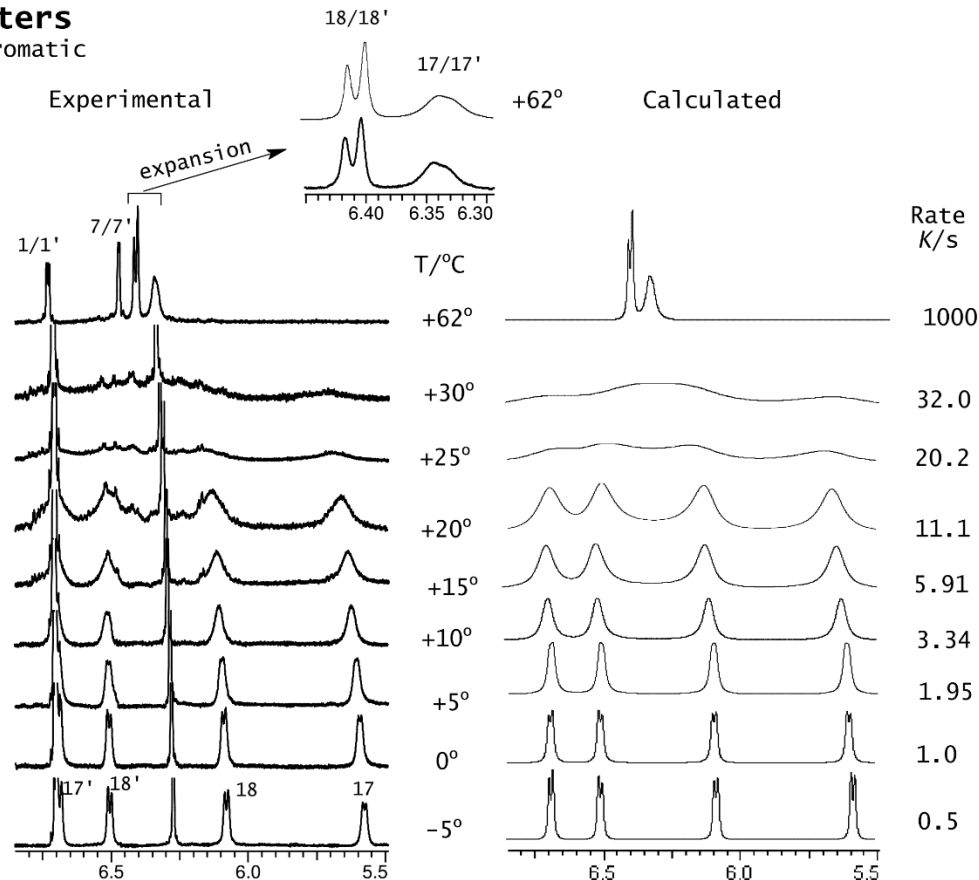 ters
romatic
18/18'
17/17'
Experimental
+62°
Calculated
expansion
6.40 6.35 6.30
1/1'
7/7'
T/°C
Rate
K/s
+62°
1000
+30°
32.0
+25°
20.2
+20°
11.1
+15°
5.91
+10°
3.34
+5°
1.95
0°
1.0
17' 18' 18 17
-5°
0.5
6.5 6.0 5.5
6.5 6.0 5.5